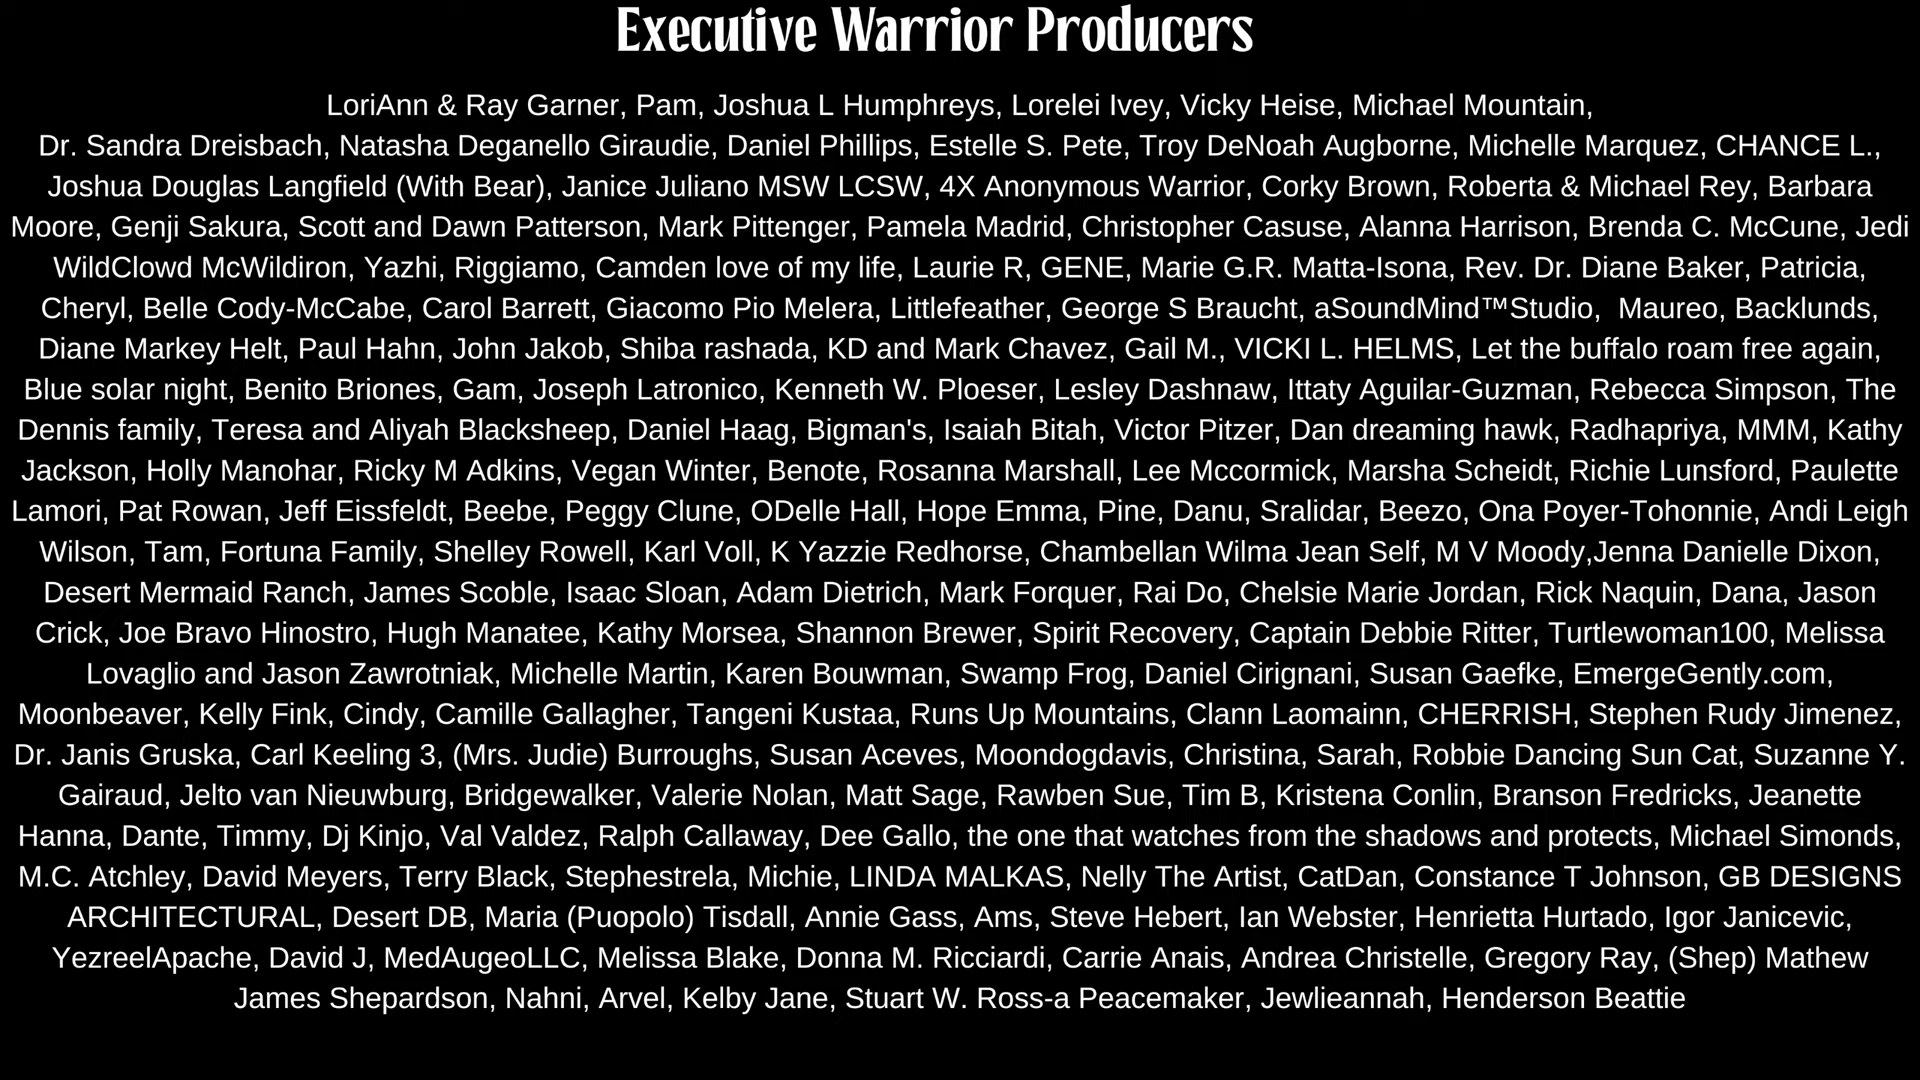 Executive Warrior Producers
LoriAnn & Ray Garner, Pam, Joshua L Humphreys, Lorelei Ivey, Vicky Heise, Michael Mountain,
Dr. Sandra Dreisbach, Natasha Deganello Giraudie, Daniel Phillips, Estelle S. Pete, Troy DeNoah Augborne, Michelle Marquez, CHANCE L.,
Joshua Douglas Langfield (With Bear), Janice Juliano MSW LCSW, 4X Anonymous Warrior, Corky Brown, Roberta & Michael Rey, Barbara
Moore, Genji Sakura, Scott and Dawn Patterson, Mark Pittenger, Pamela Madrid, Christopher Casuse, Alanna Harrison, Brenda C. McCune, Jedi
WildClowd McWildiron, Yazhi, Riggiamo, Camden love of my life, Laurie R, GENE, Marie G.R. Matta-Isona, Rev. Dr. Diane Baker, Patricia,
Cheryl, Belle Cody-McCabe, Carol Barrett, Giacomo Pio Melera, Littlefeather, George S Braucht, aSoundMind™Studio,  Maureo, Backlunds,
Diane Markey Helt, Paul Hahn, John Jakob, Shiba rashada, KD and Mark Chavez, Gail M., VICKI L. HELMS, Let the buffalo roam free again,
Blue solar night, Benito Briones, Gam, Joseph Latronico, Kenneth W. Ploeser, Lesley Dashnaw, Ittaty Aguilar-Guzman, Rebecca Simpson, The
Dennis family, Teresa and Aliyah Blacksheep, Daniel Haag, Bigman's, Isaiah Bitah, Victor Pitzer, Dan dreaming hawk, Radhapriya, MMM, Kathy
Jackson, Holly Manohar, Ricky M Adkins, Vegan Winter, Benote, Rosanna Marshall, Lee Mccormick, Marsha Scheidt, Richie Lunsford, Paulette
Lamori, Pat Rowan, Jeff Eissfeldt, Beebe, Peggy Clune, ODelle Hall, Hope Emma, Pine, Danu, Sralidar, Beezo, Ona Poyer-Tohonnie, Andi Leigh
Wilson, Tam, Fortuna Family, Shelley Rowell, Karl Voll, K Yazzie Redhorse, Chambellan Wilma Jean Self, M V Moody,Jenna Danielle Dixon,
Desert Mermaid Ranch, James Scoble, Isaac Sloan, Adam Dietrich, Mark Forquer, Rai Do, Chelsie Marie Jordan, Rick Naquin, Dana, Jason
Crick, Joe Bravo Hinostro, Hugh Manatee, Kathy Morsea, Shannon Brewer, Spirit Recovery, Captain Debbie Ritter, Turtlewoman100, Melissa
Lovaglio and Jason Zawrotniak, Michelle Martin, Karen Bouwman, Swamp Frog, Daniel Cirignani, Susan Gaefke, EmergeGently.com,
Moonbeaver, Kelly Fink, Cindy, Camille Gallagher, Tangeni Kustaa, Runs Up Mountains, Clann Laomainn, CHERRISH, Stephen Rudy Jimenez,
Dr. Janis Gruska, Carl Keeling 3, (Mrs. Judie) Burroughs, Susan Aceves, Moondogdavis, Christina, Sarah, Robbie Dancing Sun Cat, Suzanne Y.
Gairaud, Jelto van Nieuwburg, Bridgewalker, Valerie Nolan, Matt Sage, Rawben Sue, Tim B, Kristena Conlin, Branson Fredricks, Jeanette
Hanna, Dante, Timmy, Dj Kinjo, Val Valdez, Ralph Callaway, Dee Gallo, the one that watches from the shadows and protects, Michael Simonds,
M.C. Atchley, David Meyers, Terry Black, Stephestrela, Michie, LINDA MALKAS, Nelly The Artist, CatDan, Constance T Johnson, GB DESIGNS
ARCHITECTURAL, Desert DB, Maria (Puopolo) Tisdall, Annie Gass, Ams, Steve Hebert, Ian Webster, Henrietta Hurtado, Igor Janicevic,
YezreelApache, David J, MedAugeoLLC, Melissa Blake, Donna M. Ricciardi, Carrie Anais, Andrea Christelle, Gregory Ray, (Shep) Mathew
James Shepardson, Nahni, Arvel, Kelby Jane, Stuart W. Ross-a Peacemaker, Jewlieannah, Henderson Beattie